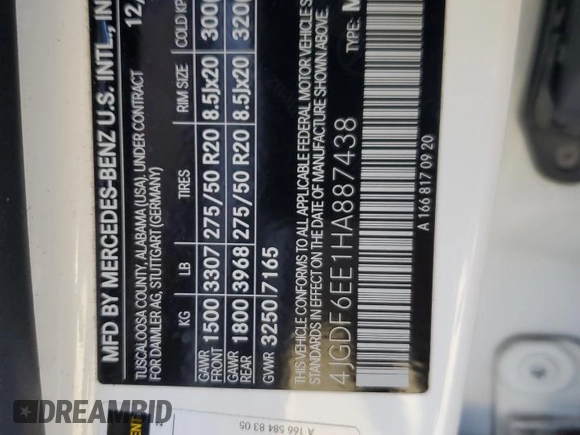 MFD BY MERCEDES-BENZ U.S. INTL., IN
TUSCALOOSA COUNTY, ALABAMA (USA). UNDER CONTRACT 12,
FOR DAIMLER AG, STUTTGART (GERMANY)
KG LB TIRES RIM SIZE COLD KP
GAWR FRONT 1500 3307 275/50 R20 8.5Jx20 300
GAWR REAR 1800 3968 275/50 R20 8.5Jx20 320
GVWR 3250 7165
THIS VEHICLE CONFORMS TO ALL APPLICABLE FEDERAL MOTOR VEHICLE S
IN EFFECT ON THE DATE OF MANUFACTURE SHOWN ABOVE.
4JGDF6EE1HA887438 TYPE: M
A 166 817 09 20
A 166 584 83 05
ENT
DREAMBID